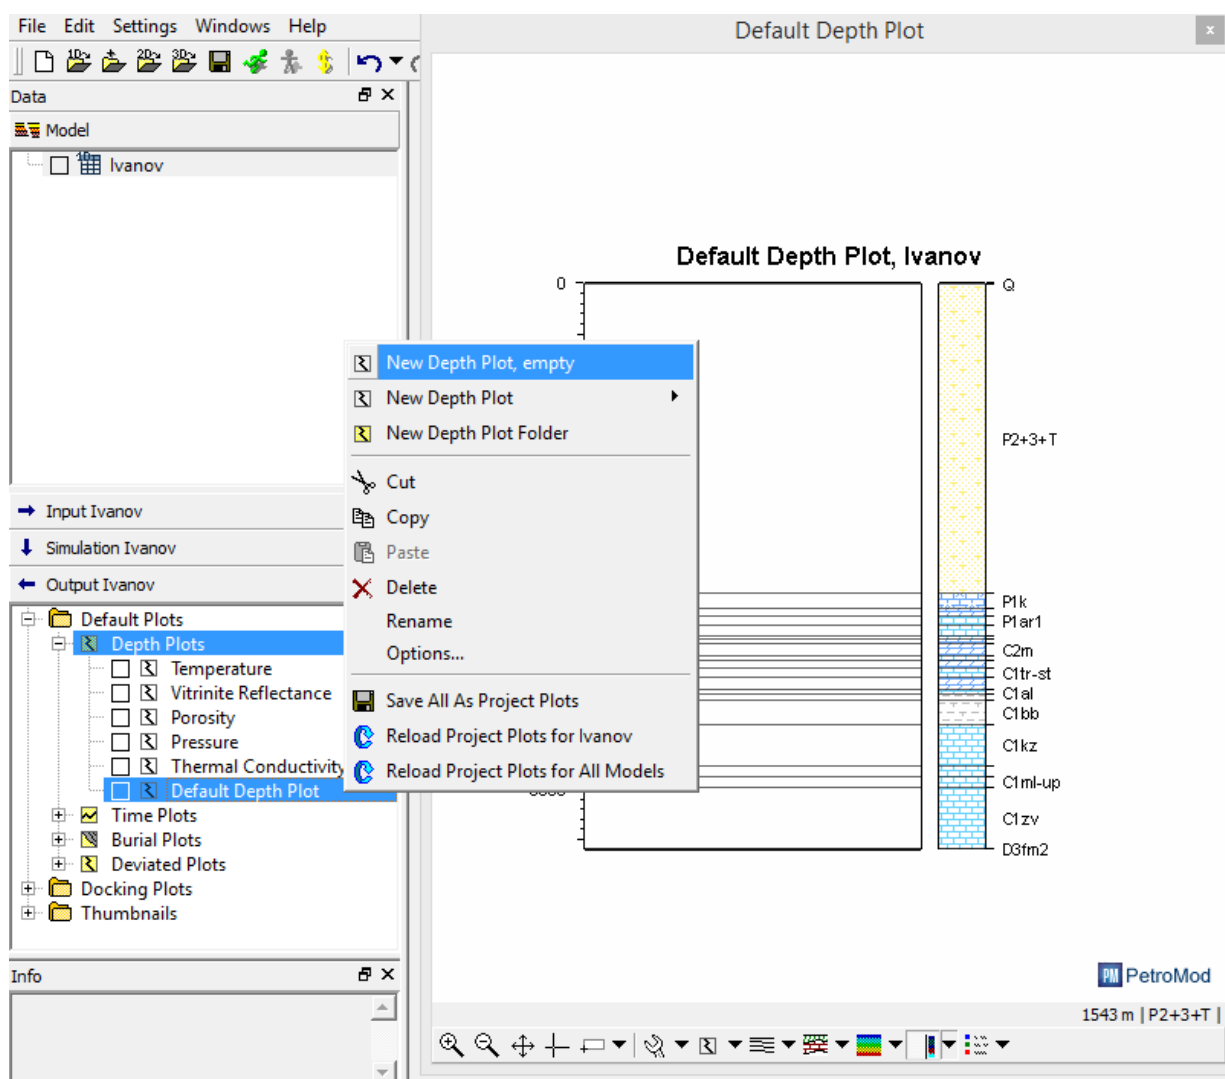 File Edit Settings Windows Help
Default Depth Plot
Data
Model
Ivanov
Input Ivanov
Simulation Ivanov
Output Ivanov
Default Plots
Depth Plots
Temperature
Vitrinite Reflectance
Porosity
Pressure
Thermal Conductivity
Default Depth Plot
Time Plots
Burial Plots
Deviated Plots
Docking Plots
Thumbnails
Info
New Depth Plot, empty
New Depth Plot
New Depth Plot Folder
Cut
Copy
Paste
Delete
Rename
Options...
Save All As Project Plots
Reload Project Plots for Ivanov
Reload Project Plots for All Models
Default Depth Plot, Ivanov
0
Q
P2+3+T
P1k
P1ar1
C2m
C1tr-st
C1al
C1bb
C1kz
C1ml-up
C1zv
D3fm2
PM PetroMod
1543 m | P2+3+T |